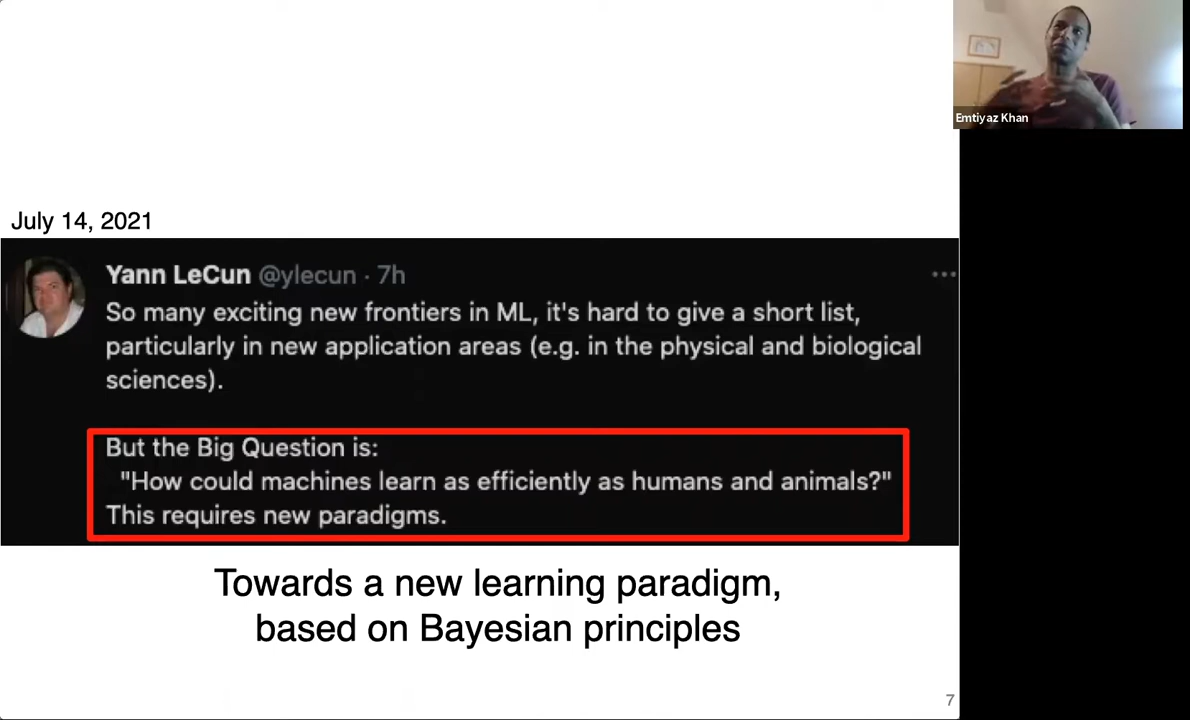 Emtiyaz Khan
July 14, 2021
Yann LeCun @ylecun · 7h
So many exciting new frontiers in ML, it's hard to give a short list,
particularly in new application areas (e.g. in the physical and biological
sciences).
But the Big Question is:
"How could machines learn as efficiently as humans and animals?"
This requires new paradigms.
Towards a new learning paradigm,
based on Bayesian principles
7